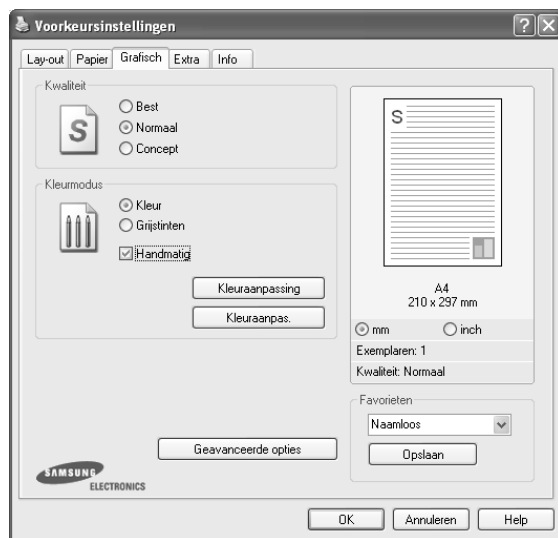 Voorkeursinstellingen
Lay-out Papier Grafisch Extra Info
Kwaliteit
S
Best
Normaal
Concept
Kleurmodus
Kleur
Grijstinten
Handmatig
Kleuraanpassing
Kleuraanpas.
Geavanceerde opties
SAMSUNG
ELECTRONICS
S
A4
210 x 297 mm
mm inch
Exemplaren: 1
Kwaliteit: Normaal
Favorieten
Naamloos
Opslaan
OK Annuleren Help